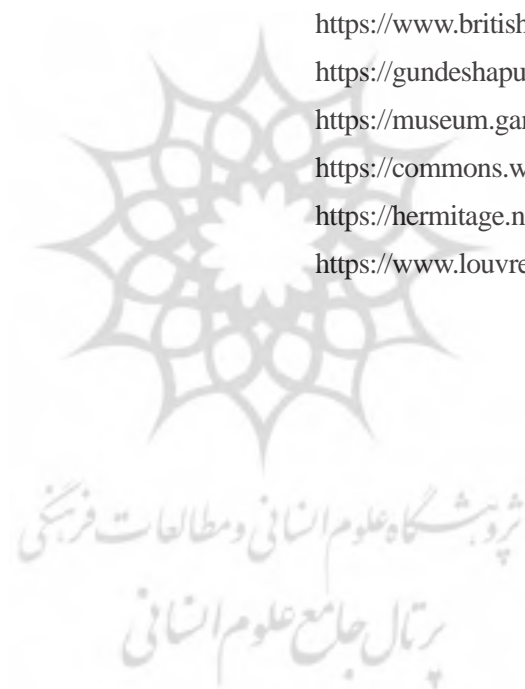 https://www.british
https://gundeshapu
https://museum.gar
https://commons.w
https://hermitage.n
https://www.louvre
پژوهشگاه علوم انسانی و مطالعات فرهنگی
پرتال جامع علوم انسانی